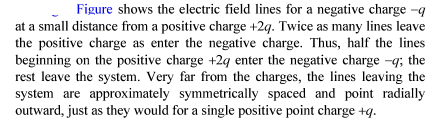 Figure shows the electric field lines for a negative charge −q
at a small distance from a positive charge +2q. Twice as many lines leave
the positive charge as enter the negative charge. Thus, half the lines
beginning on the positive charge +2q enter the negative charge −q; the
rest leave the system. Very far from the charges, the lines leaving the
system are approximately symmetrically spaced and point radially
outward, just as they would for a single positive point charge +q.